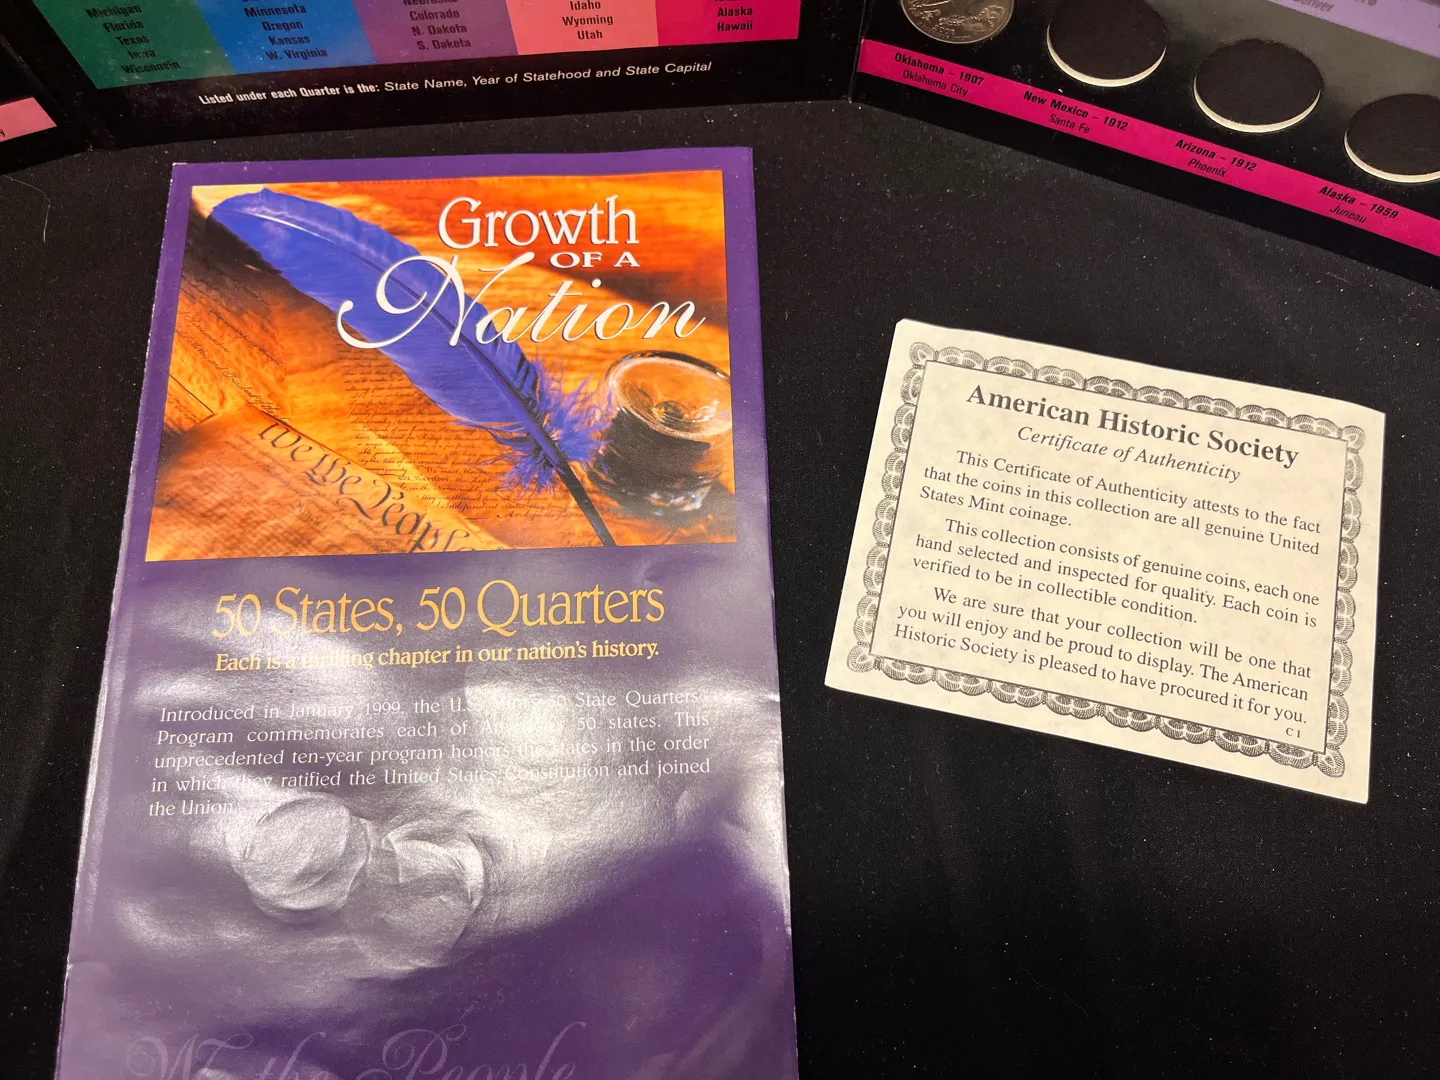 Michigan
Florida
Texas
Iowa
Wisconsin
Minnesota
Oregon
Kansas
W. Virginia
Nebraska
Colorado
N. Dakota
S. Dakota
Idaho
Wyoming
Utah
Alaska
Hawaii
Listed under each Quarter is the: State Name, Year of Statehood and State Capital
Oklahoma - 1907
Oklahoma City
New Mexico - 1912
Santa Fe
Arizona - 1912
Phoenix
Alaska - 1959
Juneau
Growth
OF A
Nation
We the People
50 States, 50 Quarters
Each is a thrilling chapter in our nation's history.
Introduced in January 1999, the U.S. Mint 50 State Quarters
Program commemorates each of America's 50 states. This
unprecedented ten-year program honors the states in the order
in which they ratified the United States Constitution and joined
the Union.
We the People
American Historic Society
Certificate of Authenticity
This Certificate of Authenticity attests to the fact
that the coins in this collection are all genuine United
States Mint coinage.
This collection consists of genuine coins, each one
hand selected and inspected for quality. Each coin is
verified to be in collectible condition.
We are sure that your collection will be one that
you will enjoy and be proud to display. The American
Historic Society is pleased to have procured it for you.
C1